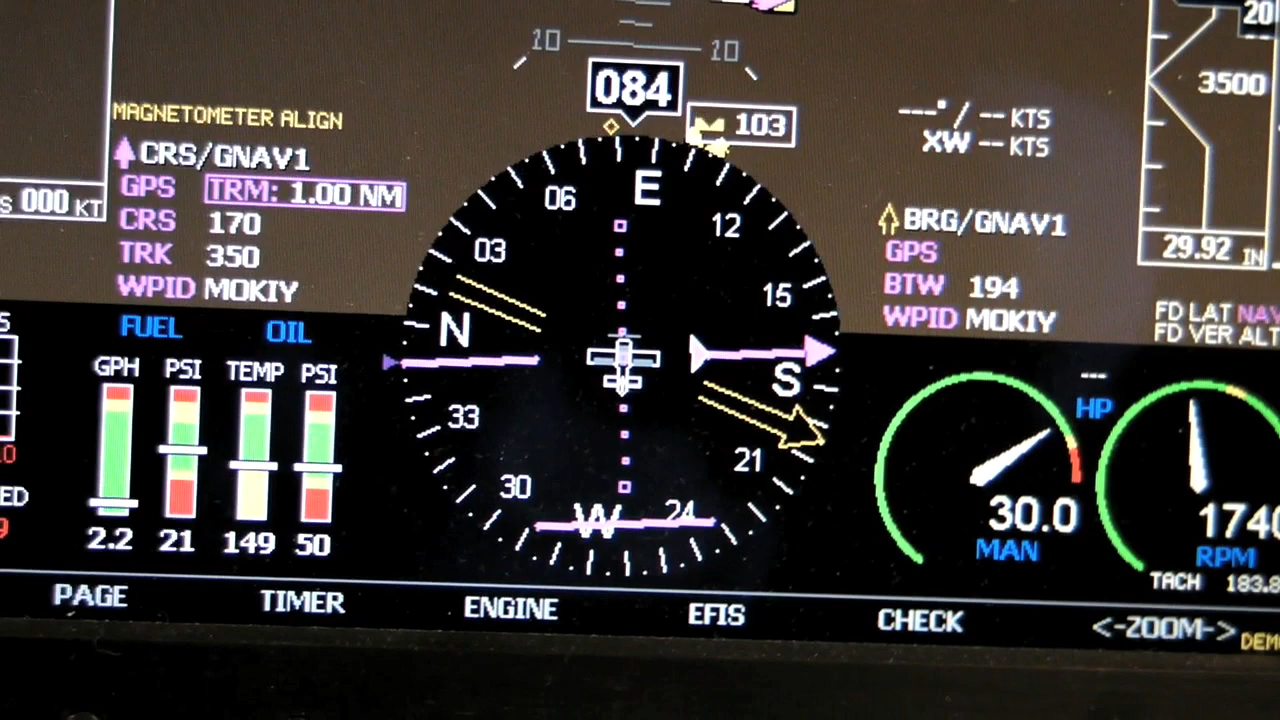 20
10 10
084
3500
103
---°/ -- KTS
XW -- KTS
MAGNETOMETER ALIGN
CRS/GNAV1
GPS TRM: 1.00 NM
CRS 170
TRK 350
WPID MOKIY
000 KT
BRG/GNAV1
GPS
BTW 194
WPID MOKIY
29.92 IN
FD LAT NAV
FD VER ALT
E
06
12
03
15
N
S
33
21
30
24
W
FUEL OIL
GPH PSI TEMP PSI
2.2 21 149 50
---
HP
30.0
MAN
1740
RPM
TACH 183.8
PAGE TIMER ENGINE EFIS CHECK <-ZOOM->